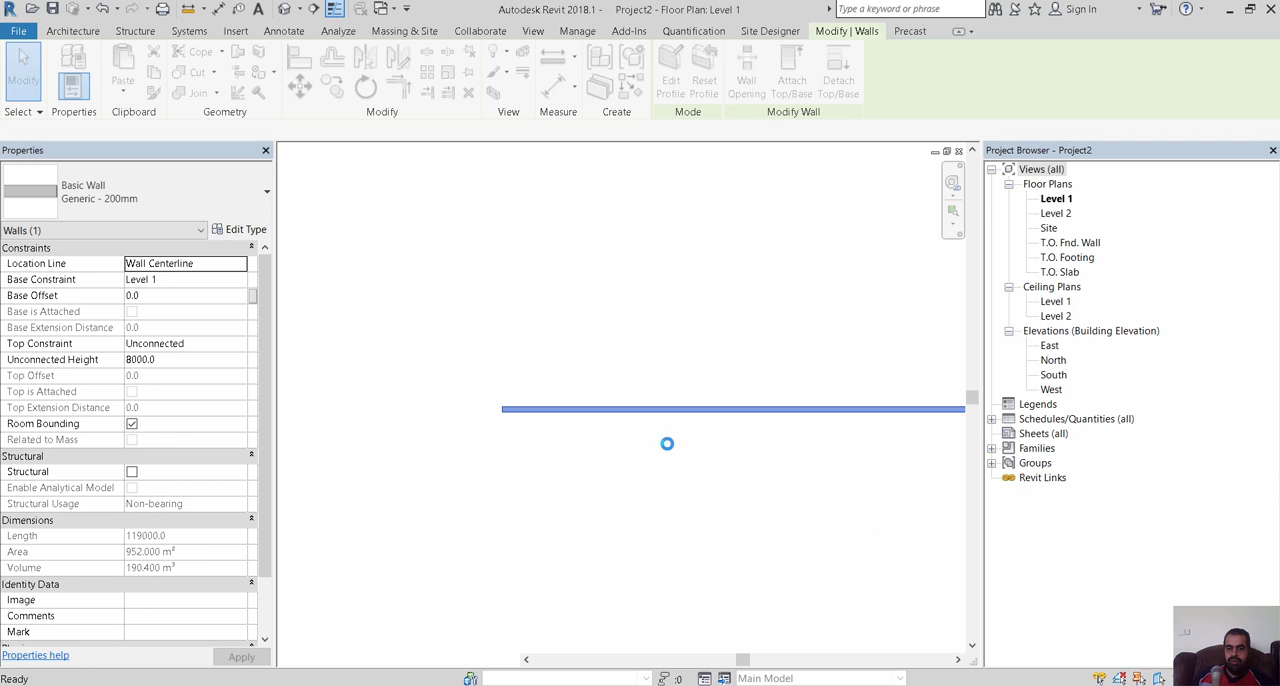 Autodesk Revit 2018.1 - Project2 - Floor Plan: Level 1
Type a keyword or phrase
Sign In
File Architecture Structure Systems Insert Annotate Analyze Massing & Site Collaborate View Manage Add-Ins Quantification Site Designer Modify | Walls Precast
Modify Paste Cope Cut Join Edit Profile Reset Profile Wall Opening Attach Top/Base Detach Top/Base
Select Properties Clipboard Geometry Modify View Measure Create Mode Modify Wall
Properties
Basic Wall
Generic - 200mm
Walls (1) Edit Type
Constraints
Location Line Wall Centerline
Base Constraint Level 1
Base Offset 0.0
Base is Attached
Base Extension Distance 0.0
Top Constraint Unconnected
Unconnected Height 8000.0
Top Offset 0.0
Top is Attached
Top Extension Distance 0.0
Room Bounding
Related to Mass
Structural
Structural
Enable Analytical Model
Structural Usage Non-bearing
Dimensions
Length 119000.0
Area 952.000 m²
Volume 190.400 m³
Identity Data
Image
Comments
Mark
Properties help Apply
Ready
:0 Main Model
Project Browser - Project2
Views (all)
Floor Plans
Level 1
Level 2
Site
T.O. Fnd. Wall
T.O. Footing
T.O. Slab
Ceiling Plans
Level 1
Level 2
Elevations (Building Elevation)
East
North
South
West
Legends
Schedules/Quantities (all)
Sheets (all)
Families
Groups
Revit Links